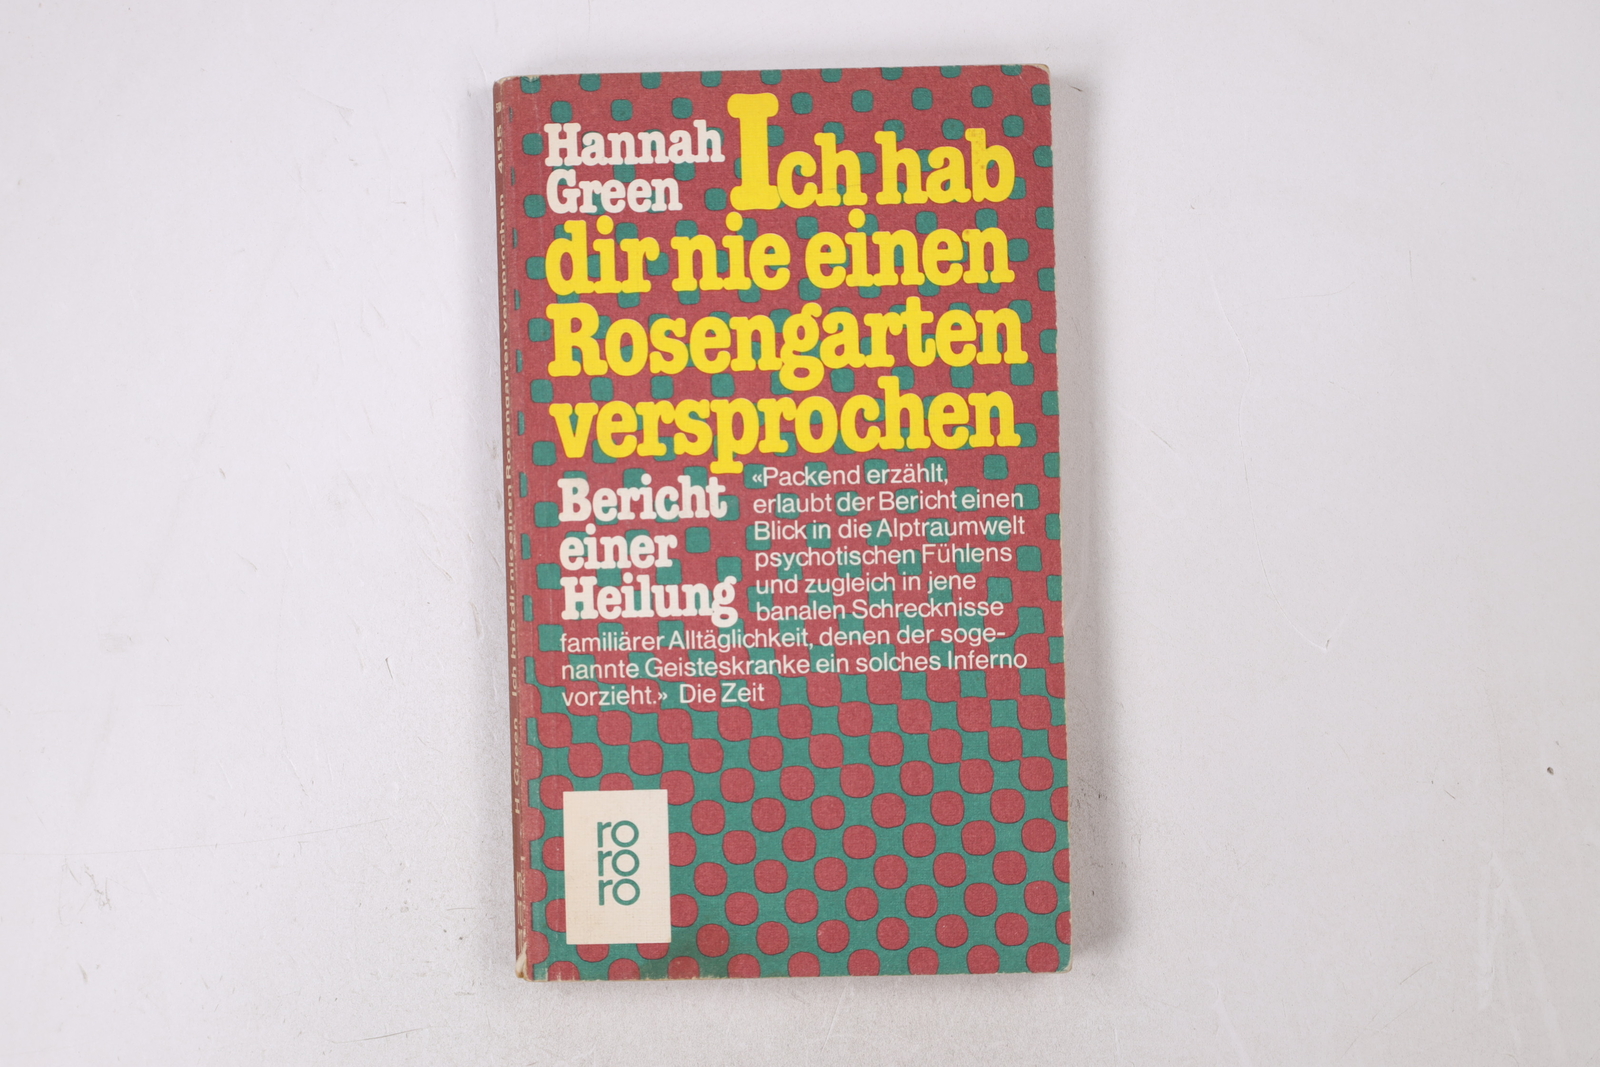 Hannah
Green
Ich hab
dir nie einen
Rosengarten
versprochen
Bericht
einer
Heilung
«Packend erzählt,
erlaubt der Bericht einen
Blick in die Alptraumwelt
psychotischen Fühlens
und zugleich in jene
banalen Schrecknisse
familiärer Alltäglichkeit, denen der soge-
nannte Geisteskranke ein solches Inferno
vorzieht.» Die Zeit
ro
ro
ro
H. Green Ich hab dir nie einen Rosengarten versprochen 4155